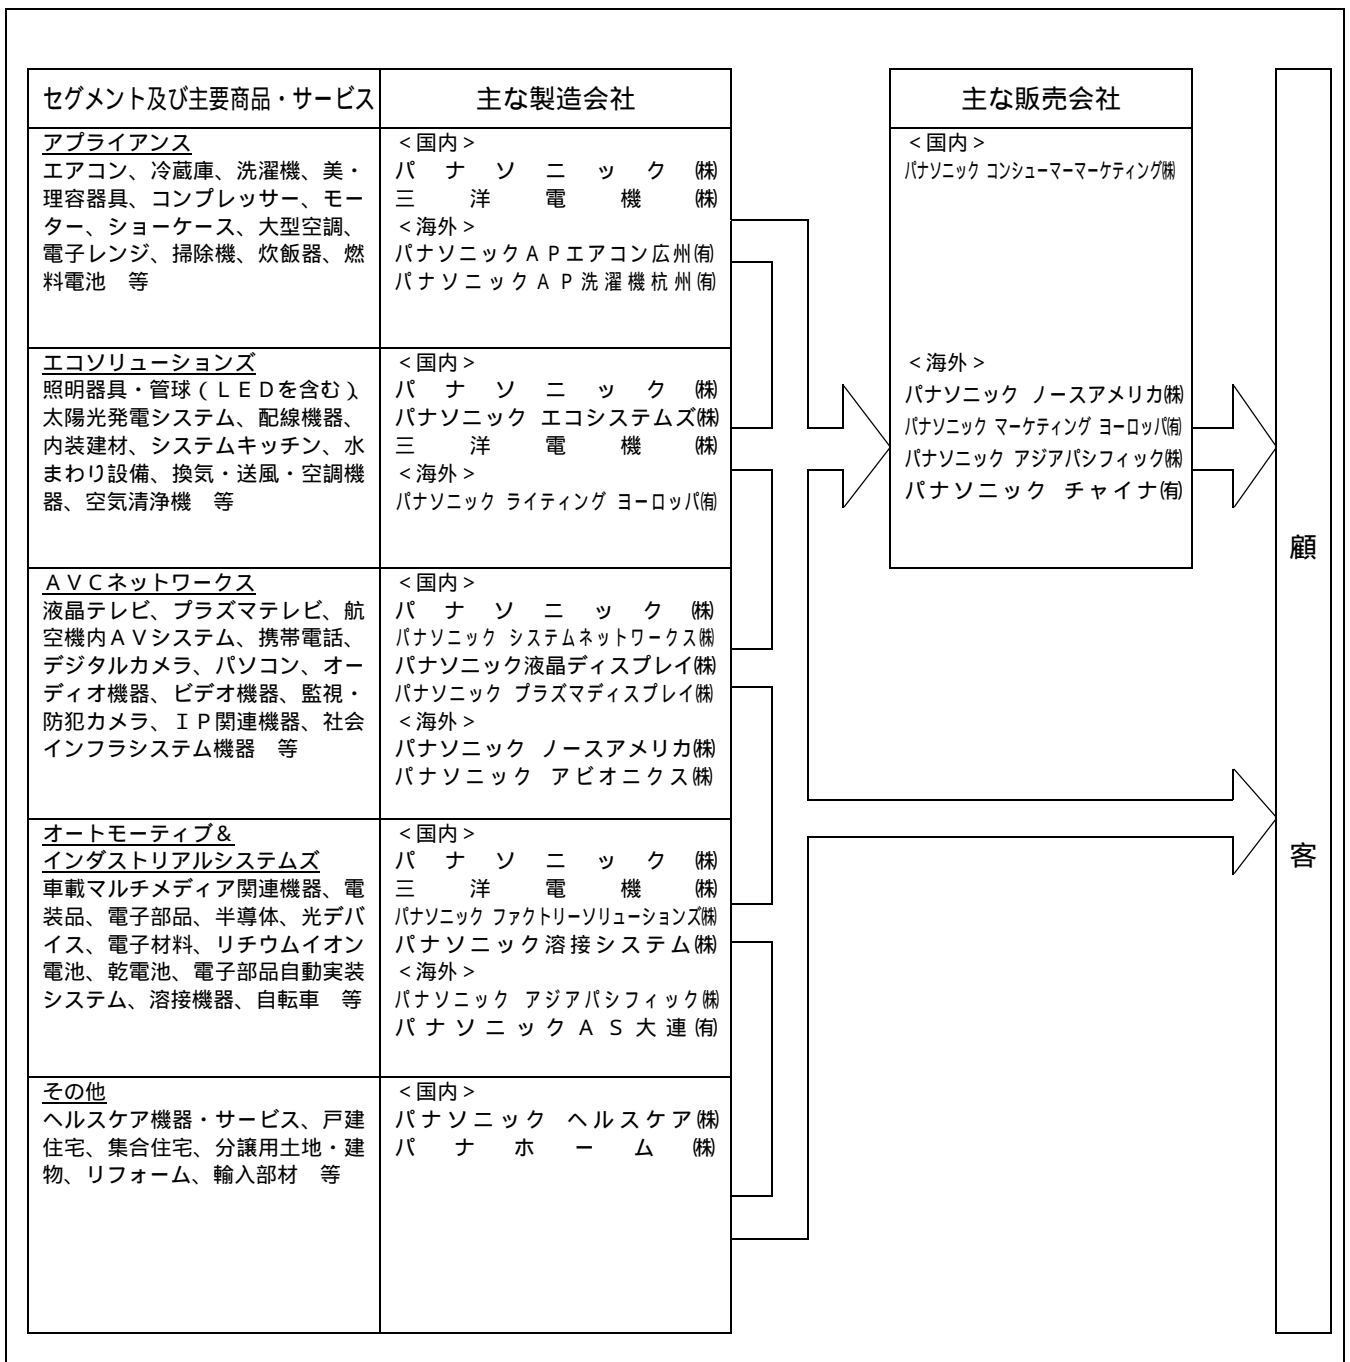 セグメント及び主要商品・サービス
主な製造会社
アプライアンス
エアコン、冷蔵庫、洗濯機、美・
理容器具、コンプレッサー、モー
ター、ショーケース、大型空調、
電子レンジ、掃除機、炊飯器、燃
料電池　等
＜国内＞
パナソニック㈱
三洋電機㈱
＜海外＞
パナソニックＡＰエアコン広州㈲
パナソニックＡＰ洗濯機杭州㈲
エコソリューションズ
照明器具・管球（ＬＥＤを含む）、
太陽光発電システム、配線機器、
内装建材、システムキッチン、水
まわり設備、換気・送風・空調機
器、空気清浄機　等
＜国内＞
パナソニック㈱
パナソニック エコシステムズ㈱
三洋電機㈱
＜海外＞
パナソニック ライティング ヨーロッパ㈲
ＡＶＣネットワークス
液晶テレビ、プラズマテレビ、航
空機内ＡＶシステム、携帯電話、
デジタルカメラ、パソコン、オー
ディオ機器、ビデオ機器、監視・
防犯カメラ、ＩＰ関連機器、社会
インフラシステム機器　等
＜国内＞
パナソニック㈱
パナソニック システムネットワークス㈱
パナソニック液晶ディスプレイ㈱
パナソニック プラズマディスプレイ㈱
＜海外＞
パナソニック ノースアメリカ㈱
パナソニック アビオニクス㈱
オートモーティブ＆
インダストリアルシステムズ
車載マルチメディア関連機器、電
装品、電子部品、半導体、光デバ
イス、電子材料、リチウムイオン
電池、乾電池、電子部品自動実装
システム、溶接機器、自転車　等
＜国内＞
パナソニック㈱
三洋電機㈱
パナソニック ファクトリーソリューションズ㈱
パナソニック溶接システム㈱
＜海外＞
パナソニック アジアパシフィック㈱
パナソニックＡＳ大連㈲
その他
ヘルスケア機器・サービス、戸建
住宅、集合住宅、分譲用土地・建
物、リフォーム、輸入部材　等
＜国内＞
パナソニック ヘルスケア㈱
パナホーム㈱
主な販売会社
＜国内＞
パナソニック コンシューマーマーケティング㈱
＜海外＞
パナソニック ノースアメリカ㈱
パナソニック マーケティング ヨーロッパ㈲
パナソニック アジアパシフィック㈱
パナソニック チャイナ㈲
顧
客